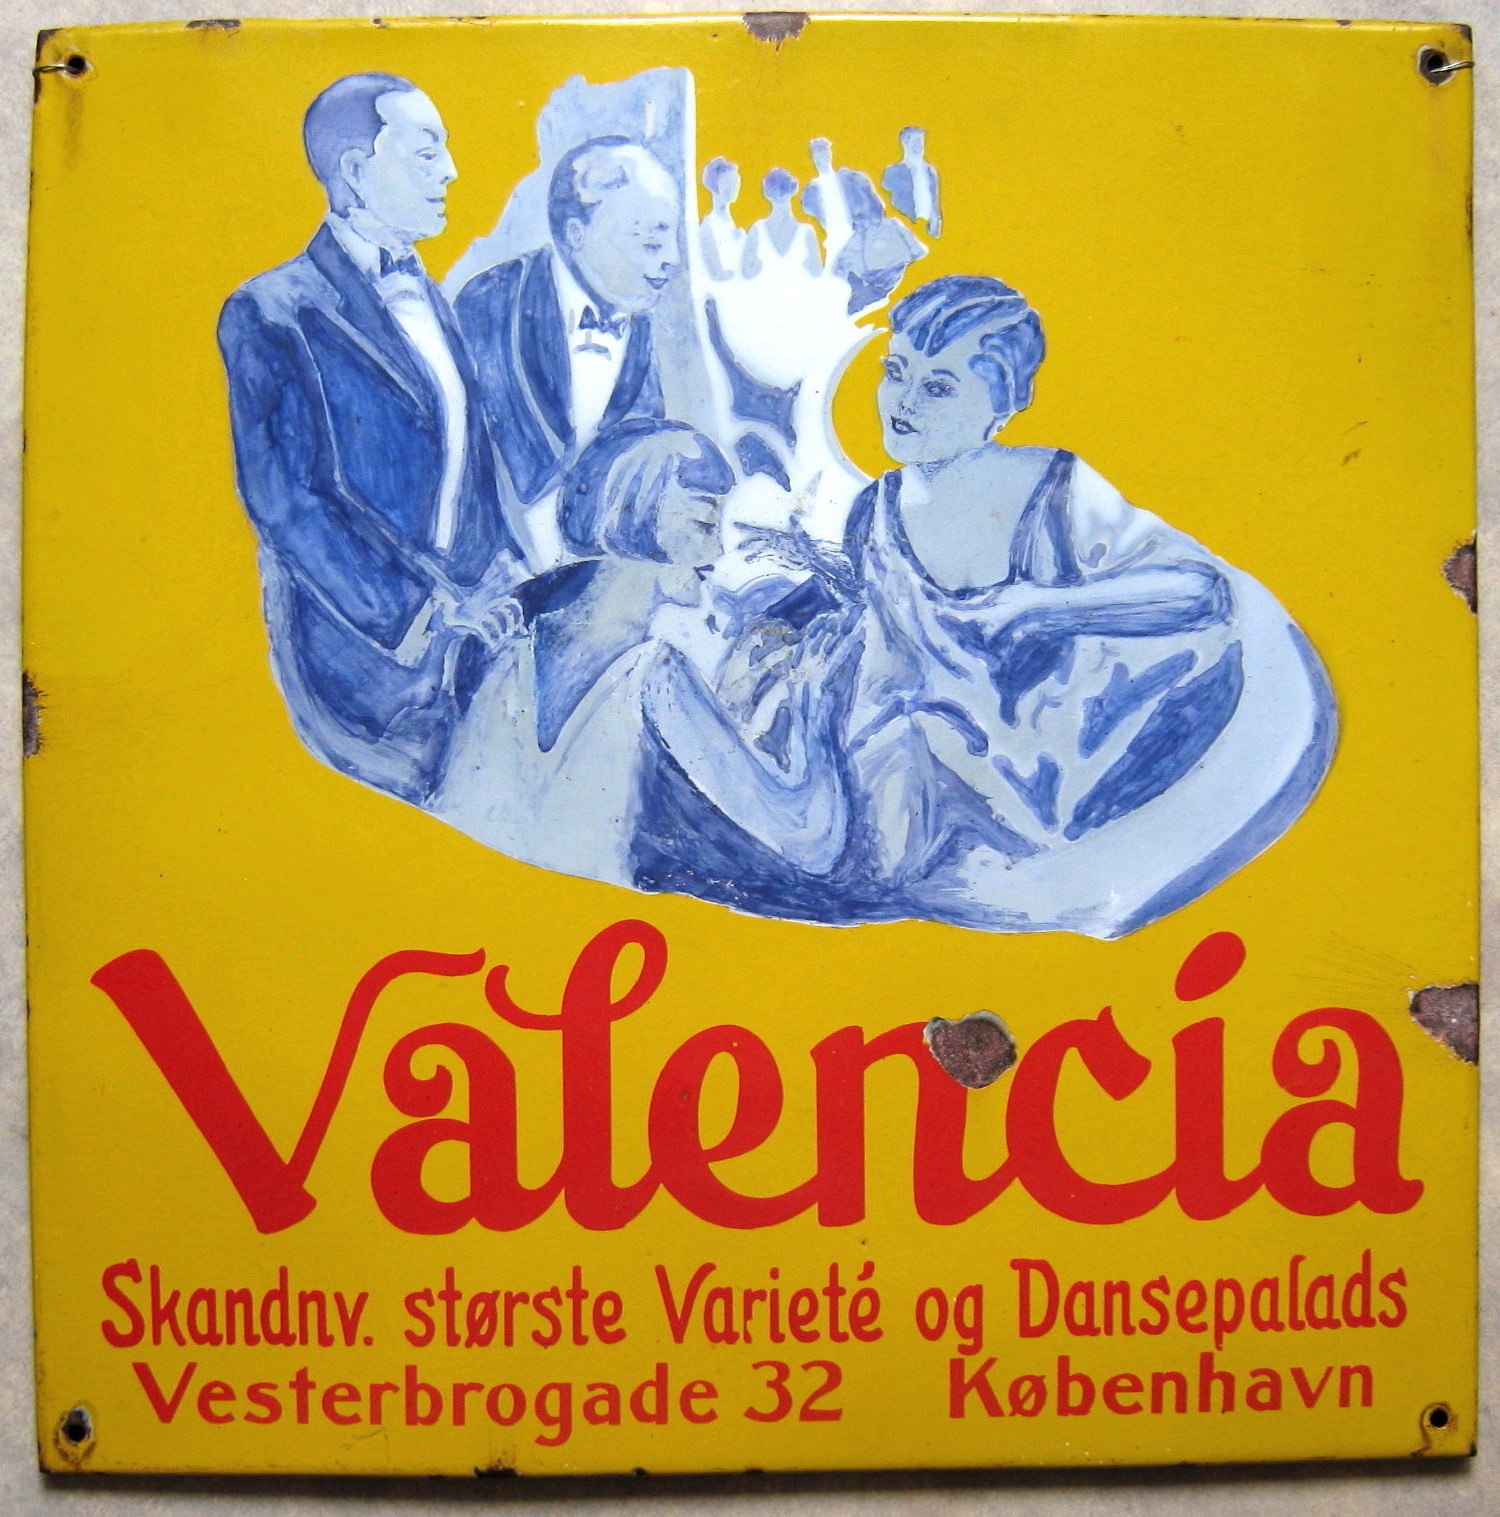 Valencia
Skandnv. største Varieté og Dansepalads
Vesterbrogade 32 København